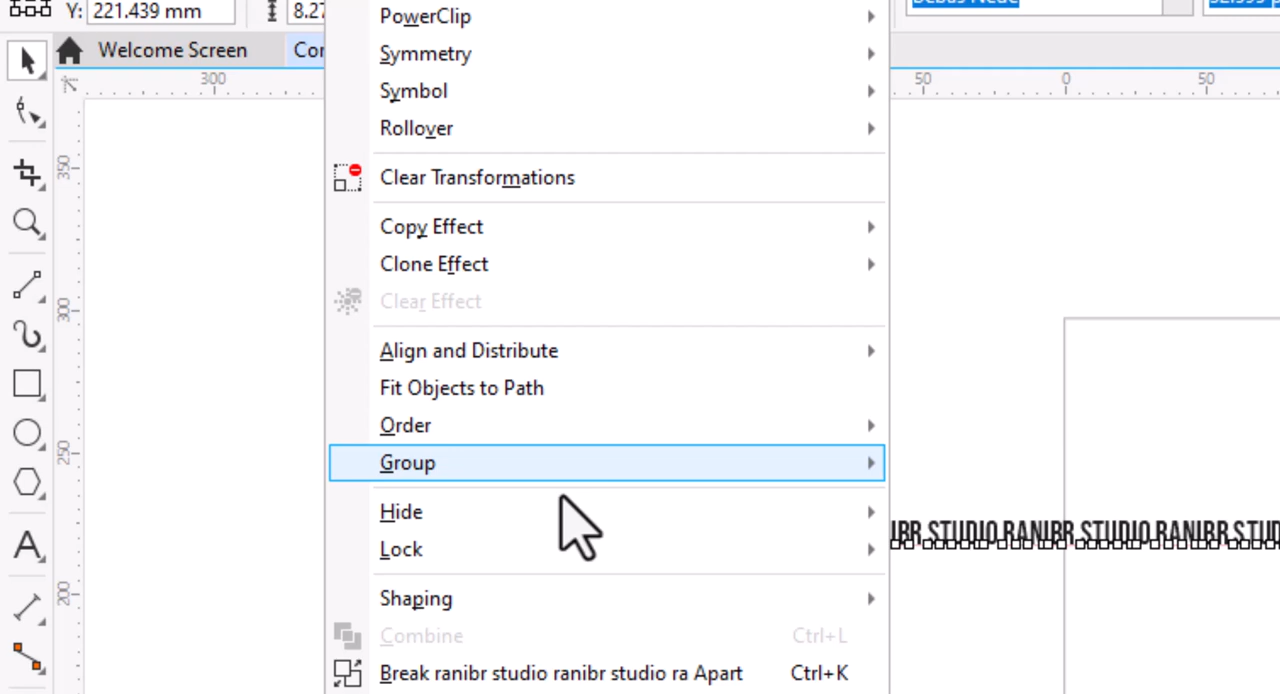 Y: 221.439 mm
8.27
PowerClip
Welcome Screen
Symmetry
300
50 0 50
Symbol
Rollover
350
Clear Transformations
Copy Effect
Clone Effect
300
Clear Effect
Align and Distribute
Fit Objects to Path
Order
250
Group
Hide
IBR STUDIO RANIBR STUDIO RANIBR STUD
Lock
200
Shaping
Combine Ctrl+L
Break ranibr studio ranibr studio ra Apart Ctrl+K